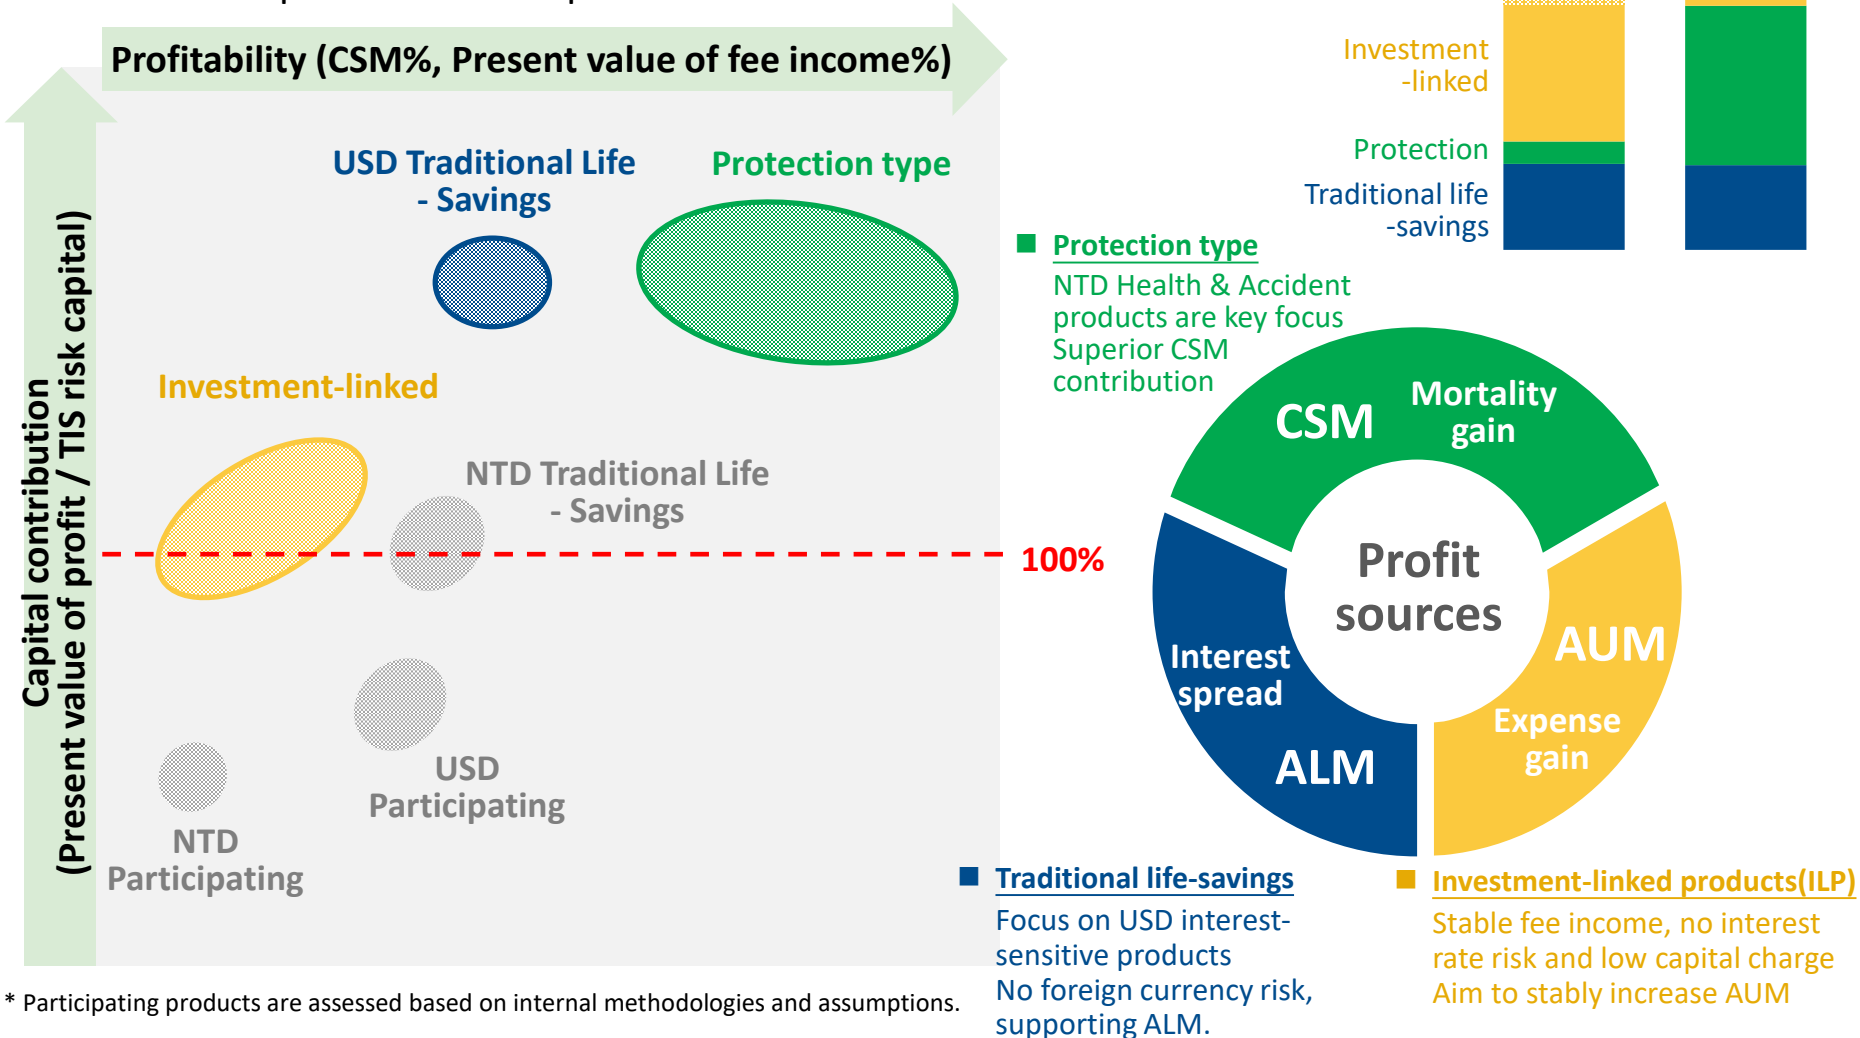 Profitability (CSM%, Present value of fee income%)
Capital contribution
(Present value of profit / TIS risk capital)
USD Traditional Life
- Savings
Protection type
Investment-linked
NTD Traditional Life
- Savings
100%
USD
Participating
NTD
Participating
* Participating products are assessed based on internal methodologies and assumptions.
Investment
-linked
Protection
Traditional life
-savings
■ Protection type
NTD Health & Accident
products are key focus
Superior CSM
contribution
CSM
Mortality
gain
Profit
sources
AUM
Expense
gain
Interest
spread
ALM
■ Traditional life-savings
Focus on USD interest-
sensitive products
No foreign currency risk,
supporting ALM.
■ Investment-linked products(ILP)
Stable fee income, no interest
rate risk and low capital charge
Aim to stably increase AUM